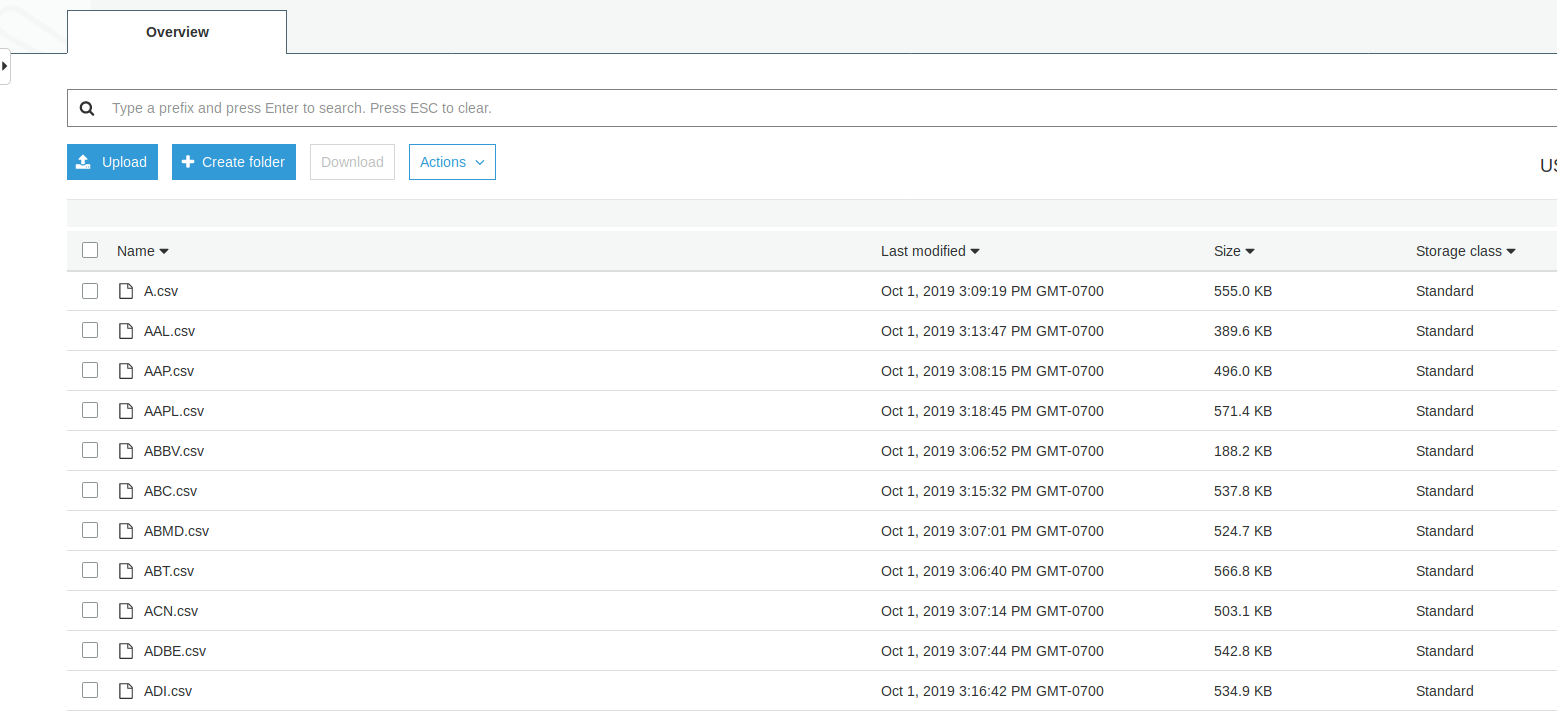 Overview
Type a prefix and press Enter to search. Press ESC to clear.
Upload Create folder Download Actions
US
Name Last modified Size Storage class
A.csv Oct 1, 2019 3:09:19 PM GMT-0700 555.0 KB Standard
AAL.csv Oct 1, 2019 3:13:47 PM GMT-0700 389.6 KB Standard
AAP.csv Oct 1, 2019 3:08:15 PM GMT-0700 496.0 KB Standard
AAPL.csv Oct 1, 2019 3:18:45 PM GMT-0700 571.4 KB Standard
ABBV.csv Oct 1, 2019 3:06:52 PM GMT-0700 188.2 KB Standard
ABC.csv Oct 1, 2019 3:15:32 PM GMT-0700 537.8 KB Standard
ABMD.csv Oct 1, 2019 3:07:01 PM GMT-0700 524.7 KB Standard
ABT.csv Oct 1, 2019 3:06:40 PM GMT-0700 566.8 KB Standard
ACN.csv Oct 1, 2019 3:07:14 PM GMT-0700 503.1 KB Standard
ADBE.csv Oct 1, 2019 3:07:44 PM GMT-0700 542.8 KB Standard
ADI.csv Oct 1, 2019 3:16:42 PM GMT-0700 534.9 KB Standard